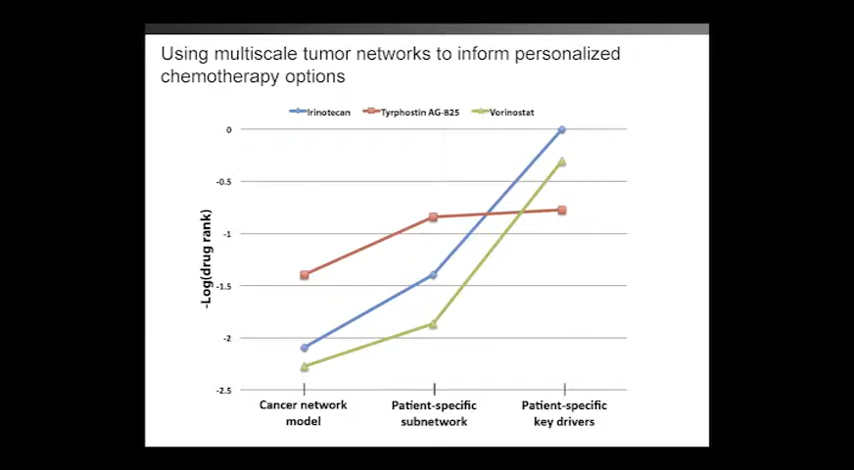 Using multiscale tumor networks to inform personalized
chemotherapy options
Irinotecan Tyrphostin AG-825 Vorinostat
0
-0.5
-1
-1.5
-2
-2.5
-Log(drug rank)
Cancer network
model
Patient-specific
subnetwork
Patient-specific
key drivers